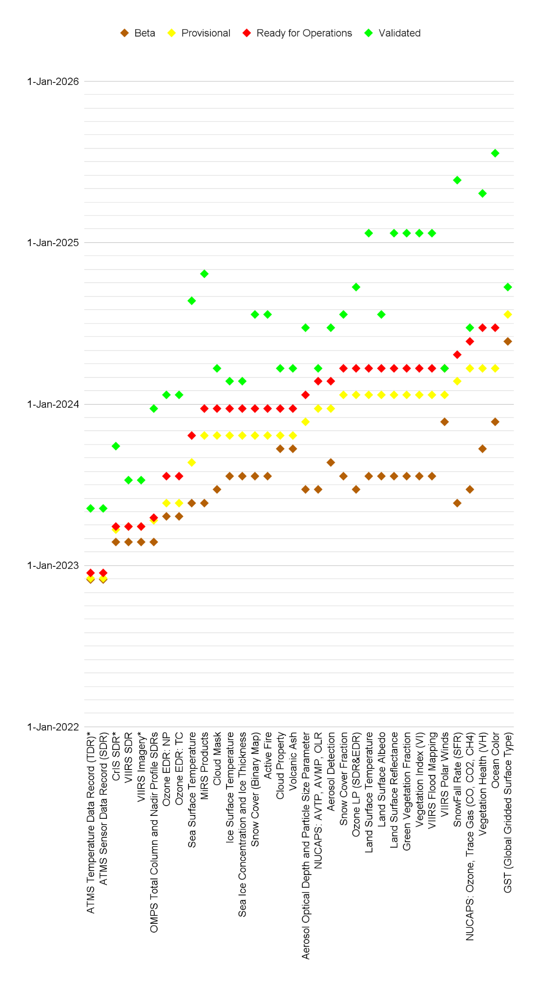 Beta
Provisional
Ready for Operations
Validated
1-Jan-2026
1-Jan-2025
1-Jan-2024
1-Jan-2023
1-Jan-2022
ATMS Temperature Data Record (TDR)*
ATMS Sensor Data Record (SDR)
CrIS SDR*
VIIRS SDR
VIIRS Imagery*
OMPS Total Column and Nadir Profile SDRs
Ozone EDR: NP
Ozone EDR: TC
Sea Surface Temperature
MiRS Products
Cloud Mask
Ice Surface Temperature
Sea Ice Concentration and Ice Thickness
Snow Cover (Binary Map)
Active Fire
Cloud Property
Volcanic Ash
Aerosol Optical Depth and Particle Size Parameter
NUCAPS: AVTP, AVMP, OLR
Aerosol Detection
Snow Cover Fraction
Ozone LP (SDR&EDR)
Land Surface Temperature
Land Surface Albedo
Land Surface Reflectance
Green Vegetation Fraction
Vegetation Index (VI)
VIIRS Flood Mapping
VIIRS Polar Winds
SnowFall Rate (SFR)
NUCAPS: Ozone, Trace Gas (CO, CO2, CH4)
Vegetation Health (VH)
Ocean Color
GST (Global Gridded Surface Type)